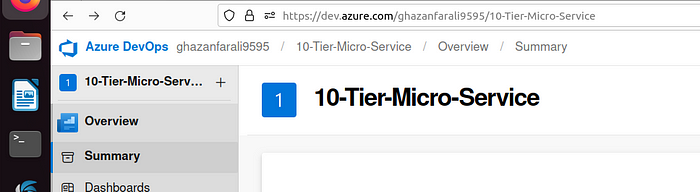 https://dev.azure.com/ghazanfarali9595/10-Tier-Micro-Service
Azure DevOps ghazanfarali9595 / 10-Tier-Micro-Service / Overview / Summary
1 10-Tier-Micro-Serv... +
1 10-Tier-Micro-Service
Overview
Summary
Dashboards